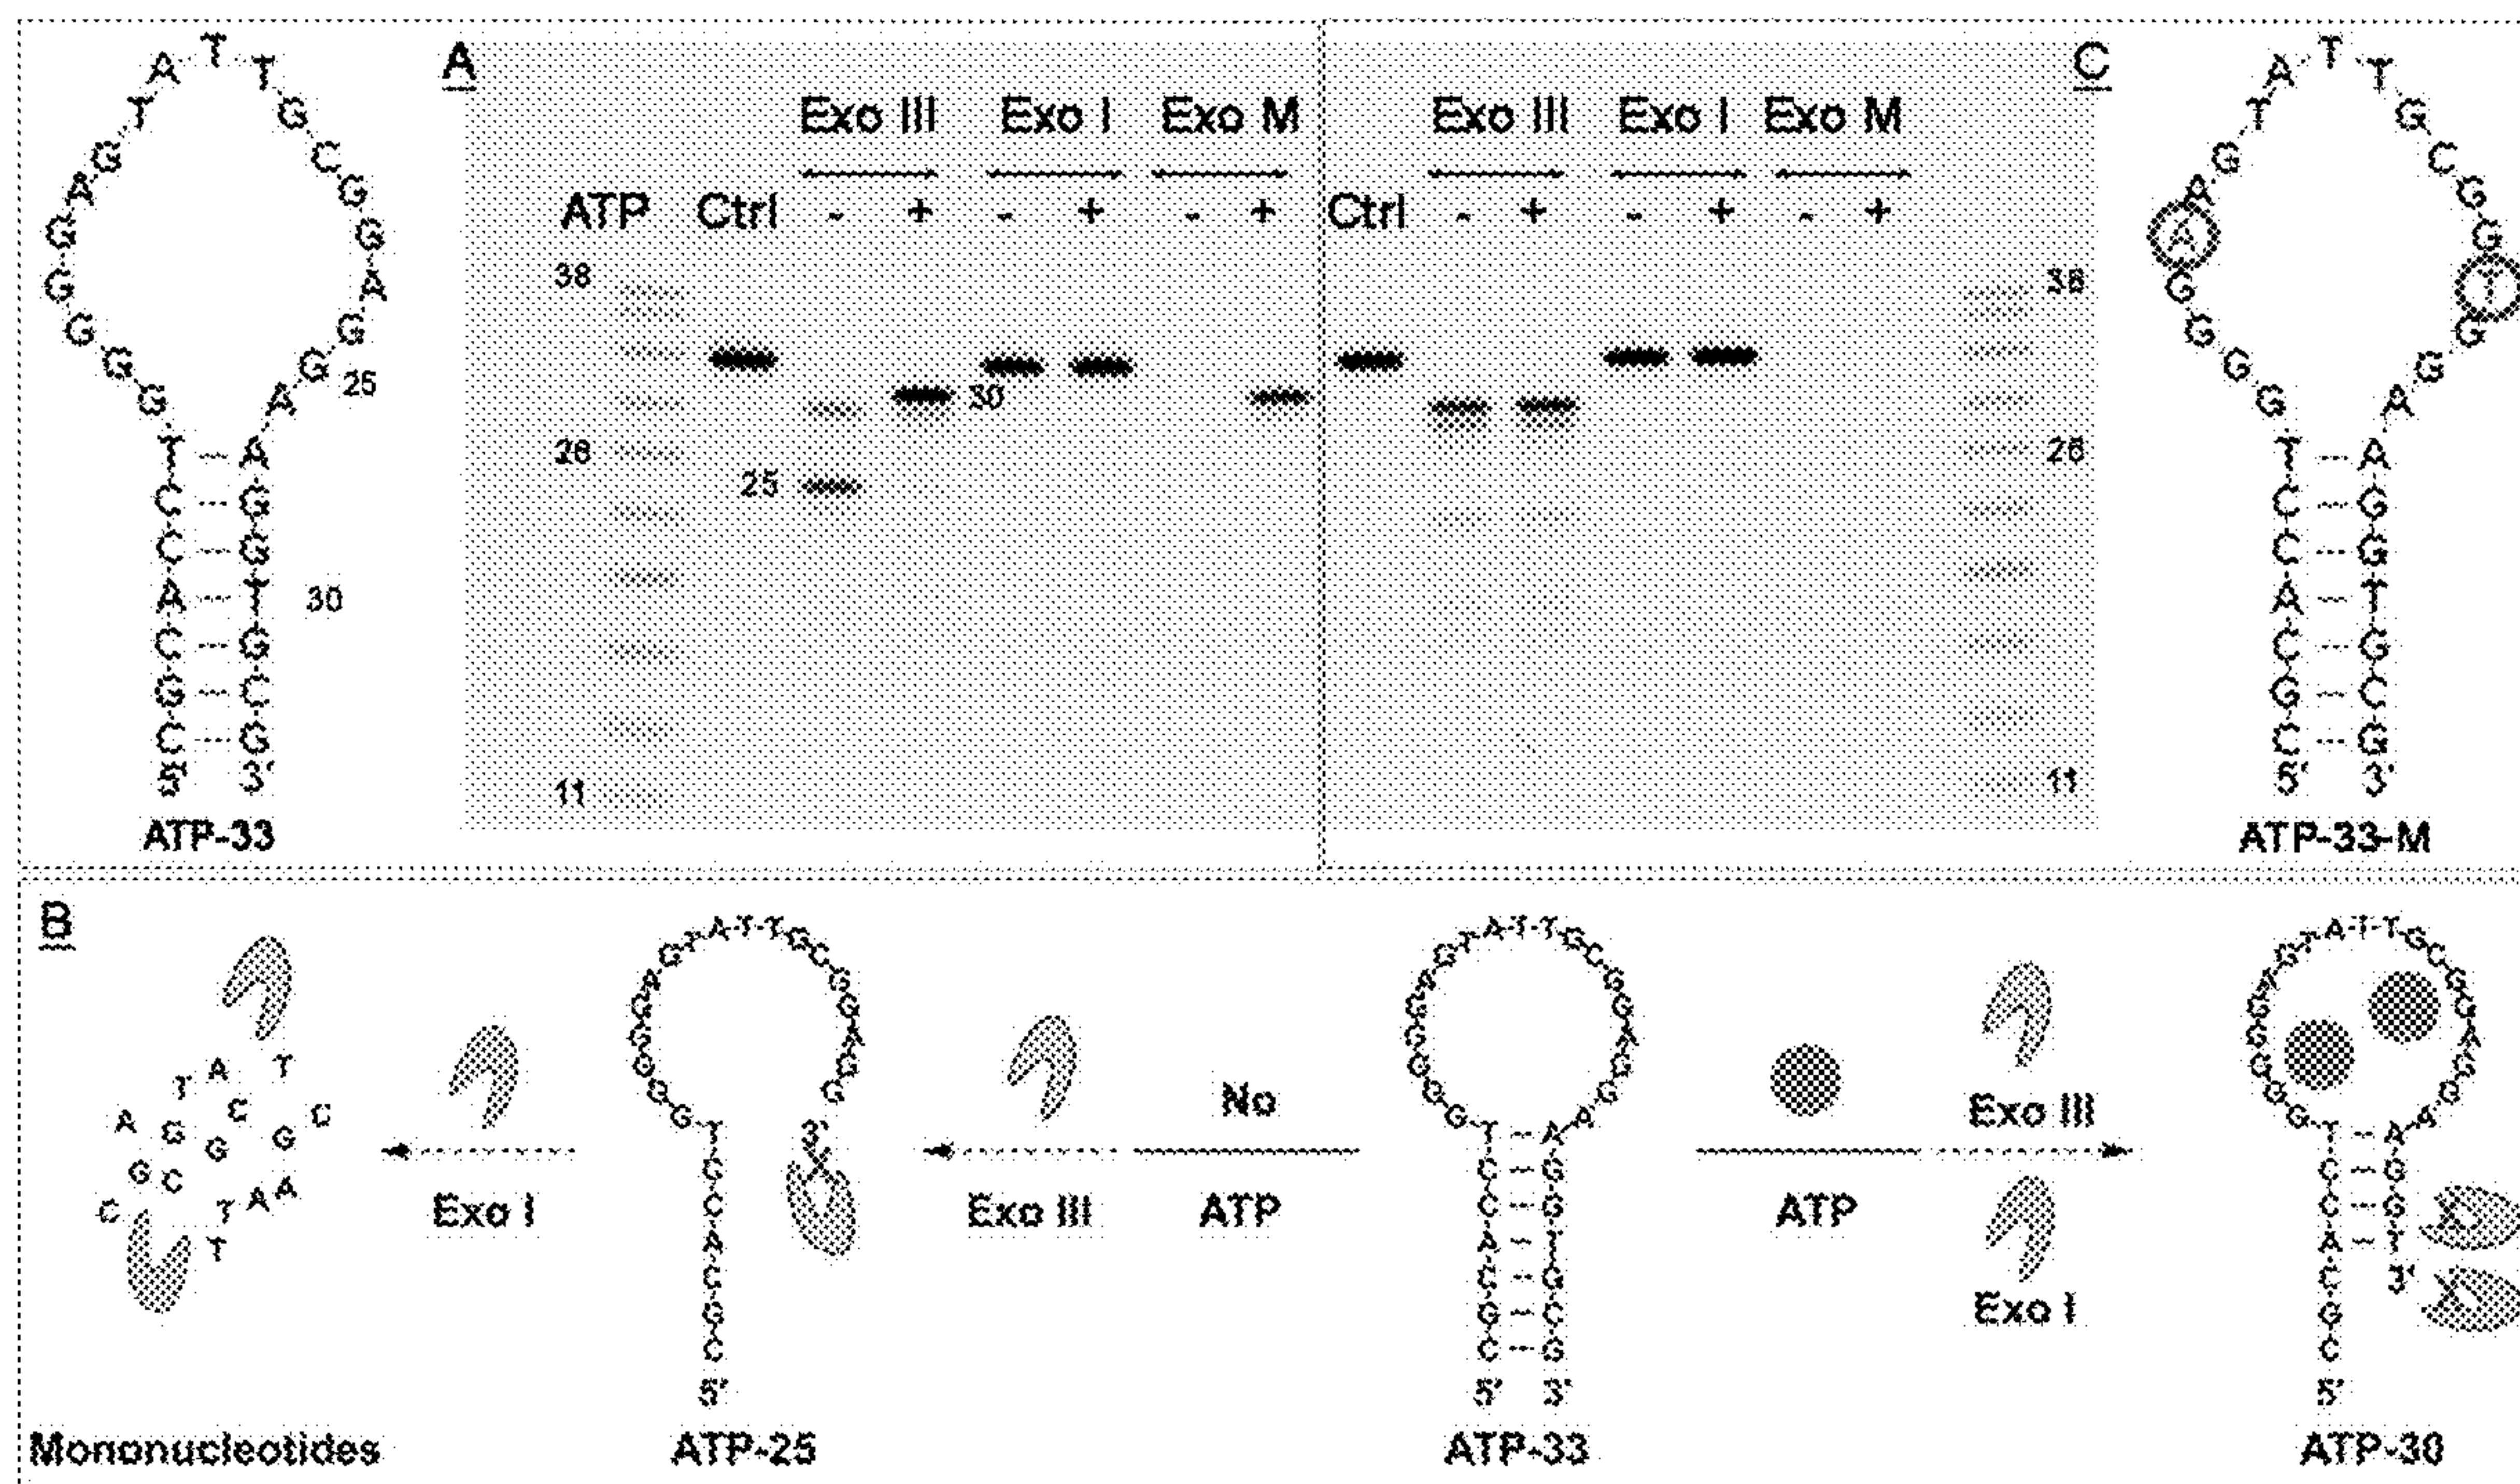 A
Exo III Exo I Exo M
ATP Ctrl - + - + - +
38
30
26
25
11
T
A T
T G
G C
A G
G G
G A
G G
G G 25
G A
T A
C G
C G
A T 30
C G
G C
C G
5' 3'
ATP-33
C
Exo III Exo I Exo M
Ctrl - + - + - +
38
26
11
T
A T
T G
G C
A G
A G
G T
G G
G G
G A
T A
C G
C G
A T
C G
G C
C G
5' 3'
ATP-33-M
B
T A T
A G C G C
G C G
C T A A
T
Mononucleotides
Exo I
G G G G G A G T A T T G C G G A G G
T 3'
C
C
A
C
G
C
5'
ATP-25
Exo III
No
ATP
G G G G G A G T A T T G C G G A G G A
T A
C G
C G
A T
C G
G C
C G
5' 3'
ATP-33
ATP
Exo III
Exo I
G G G G G A G T A T T G C G G A G G A
T A
C G
C G
A T
C 3'
G
C
5'
ATP-30